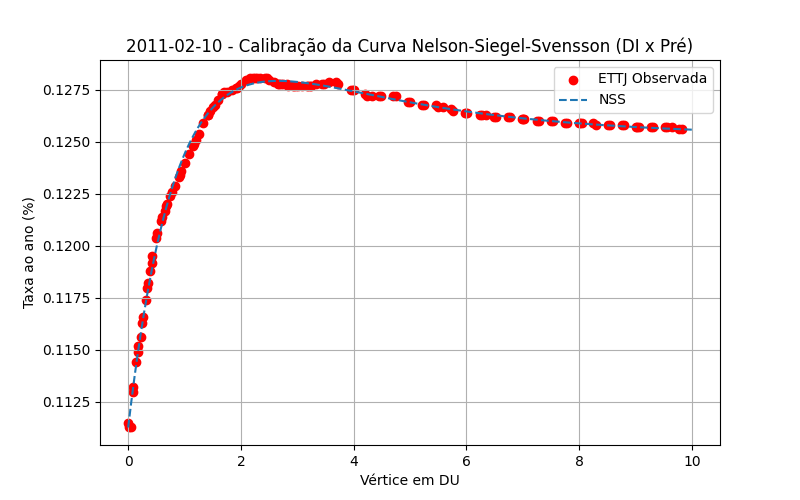 2011-02-10 - Calibração da Curva Nelson-Siegel-Svensson (DI x Pré)
ETTJ Observada
NSS
Taxa ao ano (%)
0.1275
0.1250
0.1225
0.1200
0.1175
0.1150
0.1125
0 2 4 6 8 10
Vértice em DU